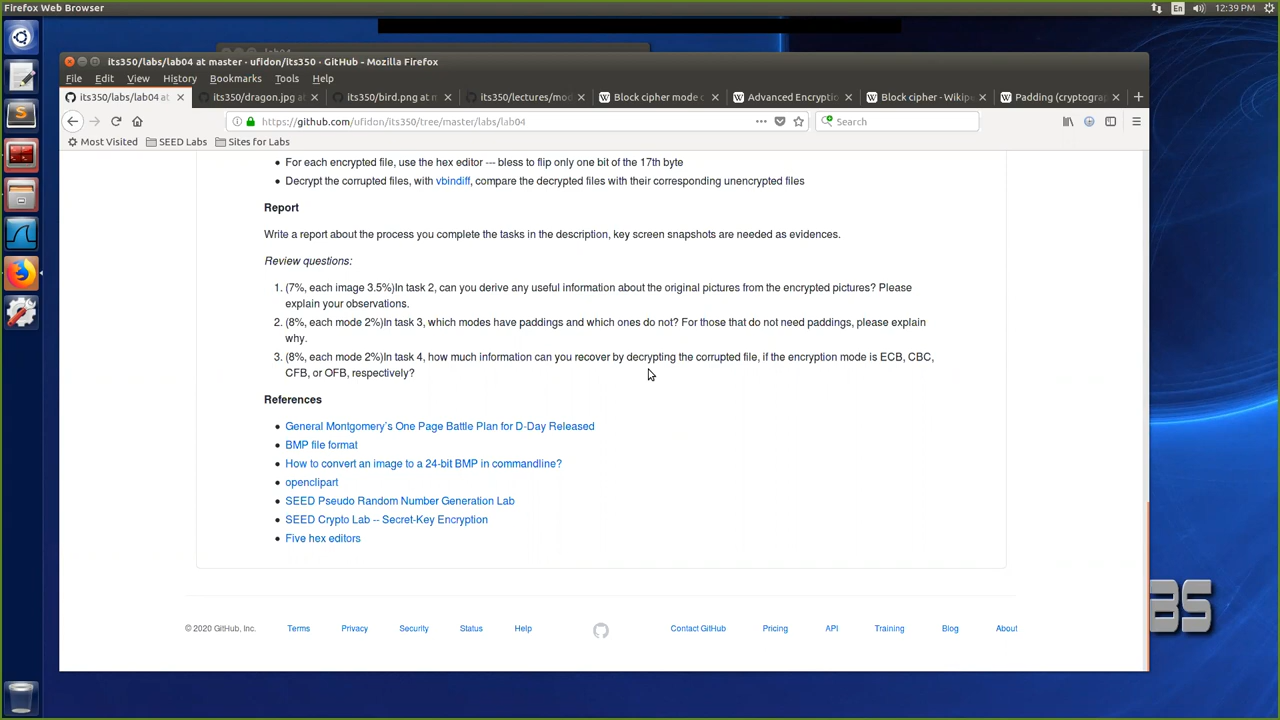 Firefox Web Browser
En
12:39 PM
its350/labs/lab04 at master · ufidon/its350 · GitHub - Mozilla Firefox
File Edit View History Bookmarks Tools Help
its350/labs/lab04 at
its350/dragon.jpg at
its350/bird.png at m
its350/lectures/mod
Block cipher mode o
Advanced Encryptio
Block cipher - Wikipe
Padding (cryptograp
https://github.com/ufidon/its350/tree/master/labs/lab04
Search
Most Visited SEED Labs Sites for Labs
For each encrypted file, use the hex editor --- bless to flip only one bit of the 17th byte
Decrypt the corrupted files, with vbindiff, compare the decrypted files with their corresponding unencrypted files
Report
Write a report about the process you complete the tasks in the description, key screen snapshots are needed as evidences.
Review questions:
1. (7%, each image 3.5%)In task 2, can you derive any useful information about the original pictures from the encrypted pictures? Please
explain your observations.
2. (8%, each mode 2%)In task 3, which modes have paddings and which ones do not? For those that do not need paddings, please explain
why.
3. (8%, each mode 2%)In task 4, how much information can you recover by decrypting the corrupted file, if the encryption mode is ECB, CBC,
CFB, or OFB, respectively?
References
General Montgomery's One Page Battle Plan for D-Day Released
BMP file format
How to convert an image to a 24-bit BMP in commandline?
openclipart
SEED Pseudo Random Number Generation Lab
SEED Crypto Lab -- Secret-Key Encryption
Five hex editors
© 2020 GitHub, Inc. Terms Privacy Security Status Help Contact GitHub Pricing API Training Blog About
BS